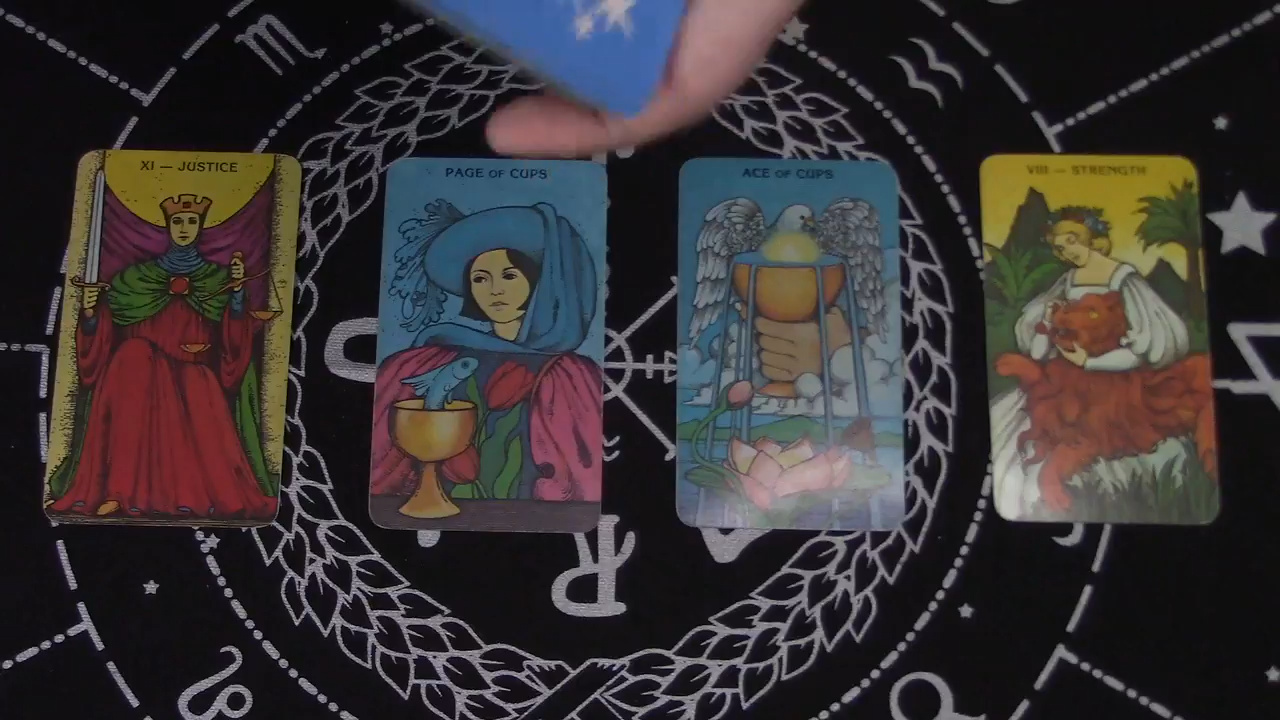 XI — JUSTICE
PAGE OF CUPS
ACE OF CUPS
VIII — STRENGTH
R